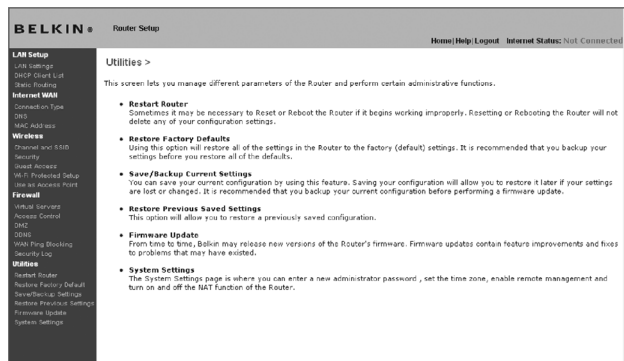 BELKIN® Router Setup
Home|Help|Logout Internet Status: Not Connected
LAN Setup
LAN Settings
DHCP Client List
Static Routing
Internet WAN
Connection Type
DNS
MAC Address
Wireless
Channel and SSID
Security
Guest Access
Wi-Fi Protected Setup
Use as Access Point
Firewall
Virtual Servers
Access Control
DMZ
DDNS
WAN Ping Blocking
Security Log
Utilities
Restart Router
Restore Factory Default
Save/Backup Settings
Restore Previous Settings
Firmware Update
System Settings
Utilities >
This screen lets you manage different parameters of the Router and perform certain administrative functions.
• Restart Router
Sometimes it may be necessary to Reset or Reboot the Router if it begins working improperly. Resetting or Rebooting the Router will not
delete any of your configuration settings.
• Restore Factory Defaults
Using this option will restore all of the settings in the Router to the factory (default) settings. It is recommended that you backup your
settings before you restore all of the defaults.
• Save/Backup Current Settings
You can save your current configuration by using this feature. Saving your configuration will allow you to restore it later if your settings
are lost or changed. It is recommended that you backup your current configuration before performing a firmware update.
• Restore Previous Saved Settings
This option will allow you to restore a previously saved configuration.
• Firmware Update
From time to time, Belkin may release new versions of the Router's firmware. Firmware updates contain feature improvements and fixes
to problems that may have existed.
• System Settings
The System Settings page is where you can enter a new administrator password , set the time zone, enable remote management and
turn on and off the NAT function of the Router.